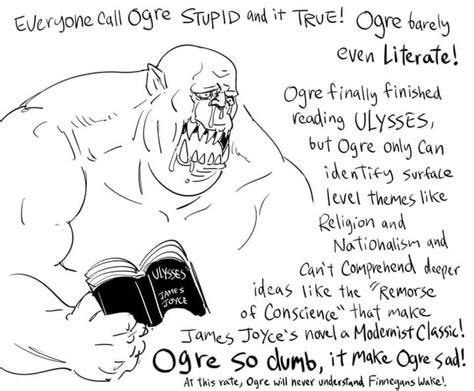 Everyone call Ogre STUPID and it TRUE! Ogre barely
even Literate!
Ogre finally finished
reading ULYSSES,
but Ogre only can
identify surface
level themes like
Religion and
Nationalism and
Can't Comprehend deeper
ideas like the "Remorse
of Conscience" that make
James Joyce's novel a Modernist Classic!
Ogre so dumb, it make Ogre sad!
At this rate, Ogre will never understand Finnegans Wake!
ULYSSES
JAMES
JOYCE